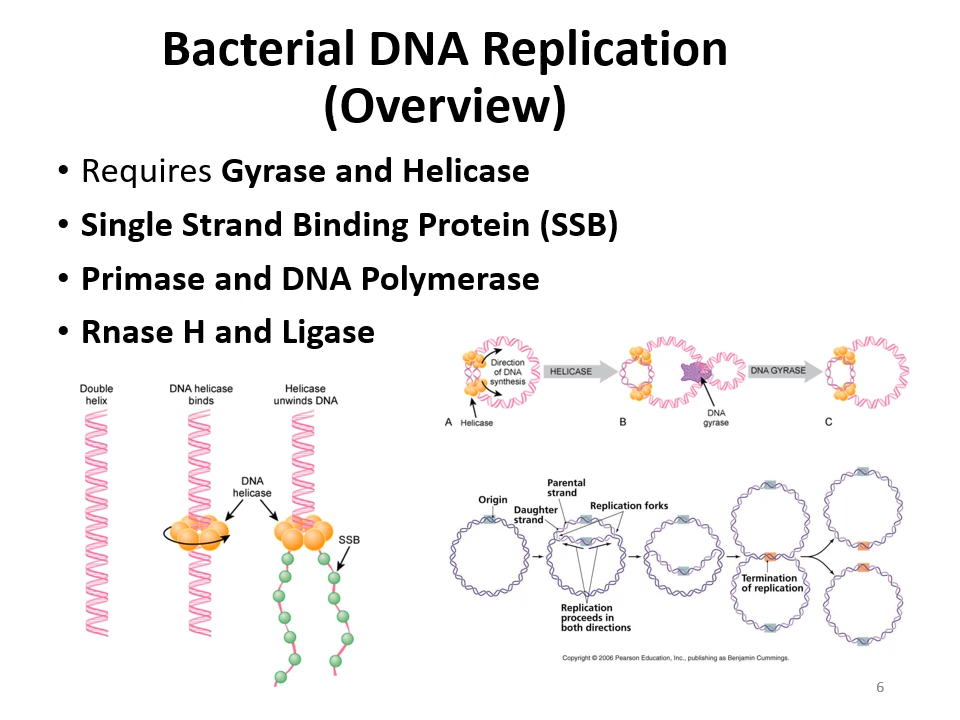 Bacterial DNA Replication
(Overview)
• Requires Gyrase and Helicase
• Single Strand Binding Protein (SSB)
• Primase and DNA Polymerase
• Rnase H and Ligase
Double
helix
DNA helicase
binds
Helicase
unwinds DNA
DNA
helicase
SSB
Direction
of DNA
synthesis
HELICASE
DNA GYRASE
A
Helicase
B
DNA
gyrase
C
Origin
Parental
strand
Daughter
strand
Replication forks
Replication
proceeds in
both directions
Termination
of replication
Copyright © 2006 Pearson Education, Inc., publishing as Benjamin Cummings.
6